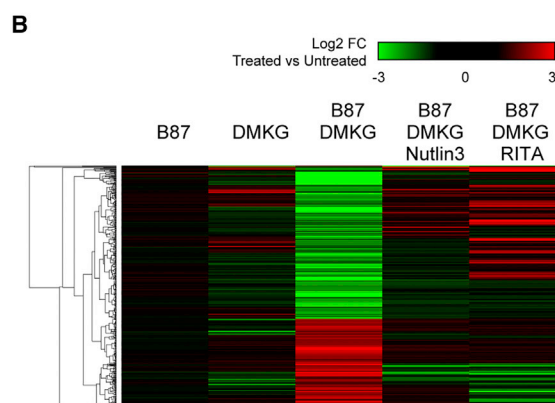 B
Log2 FC
Treated vs Untreated
-3 0 3
B87 DMKG B87 DMKG B87 DMKG Nutlin3 B87 DMKG RITA